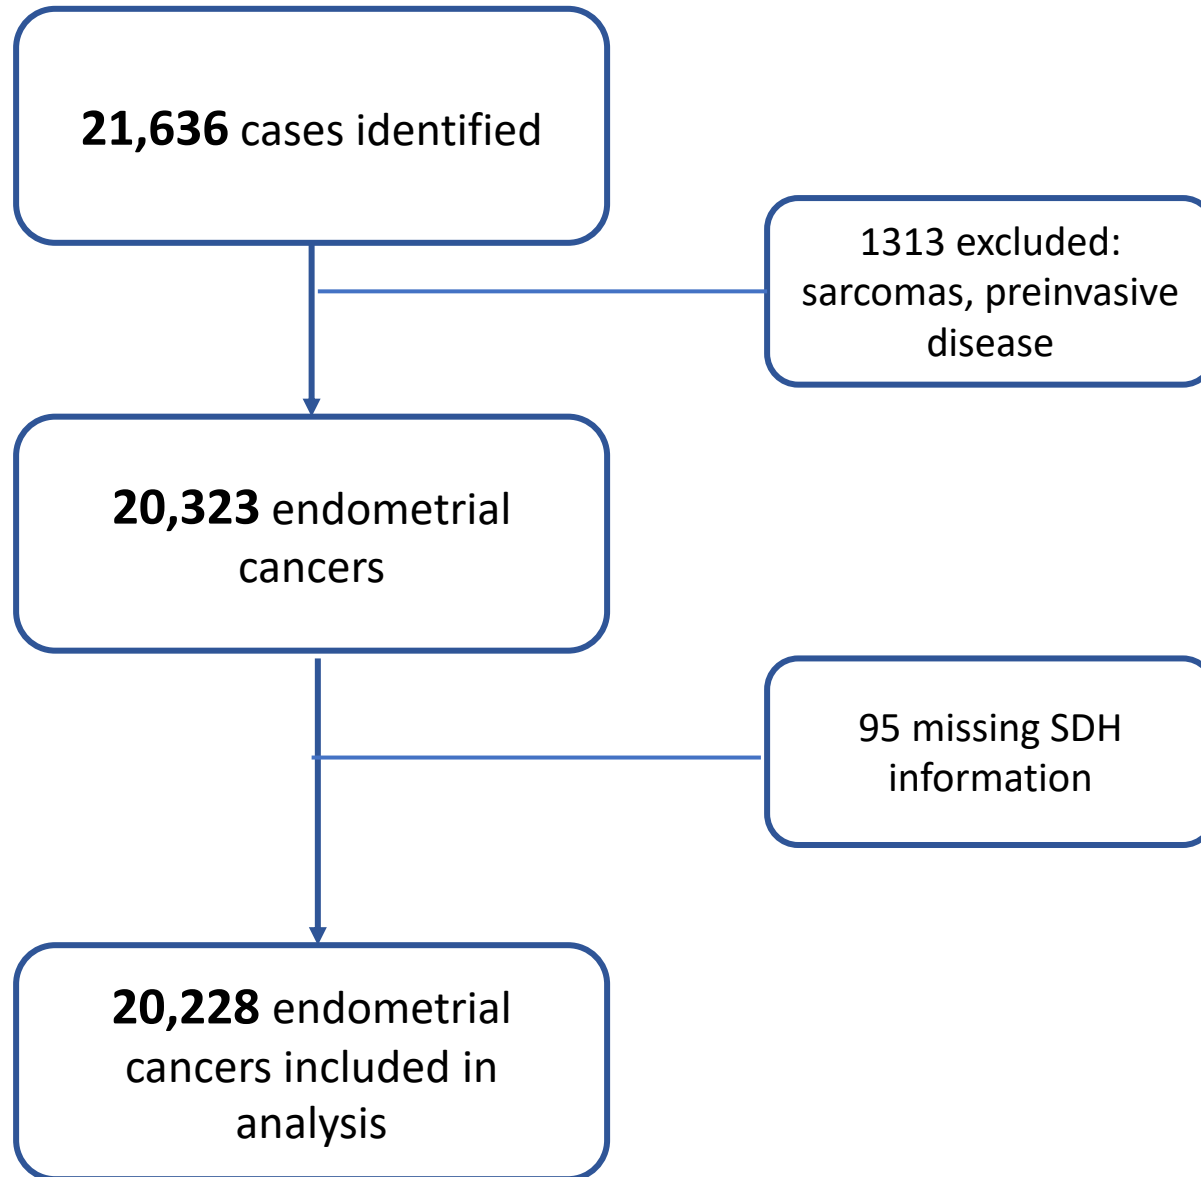 21,636 cases identified
1313 excluded:
sarcomas, preinvasive
disease
20,323 endometrial
cancers
95 missing SDH
information
20,228 endometrial
cancers included in
analysis